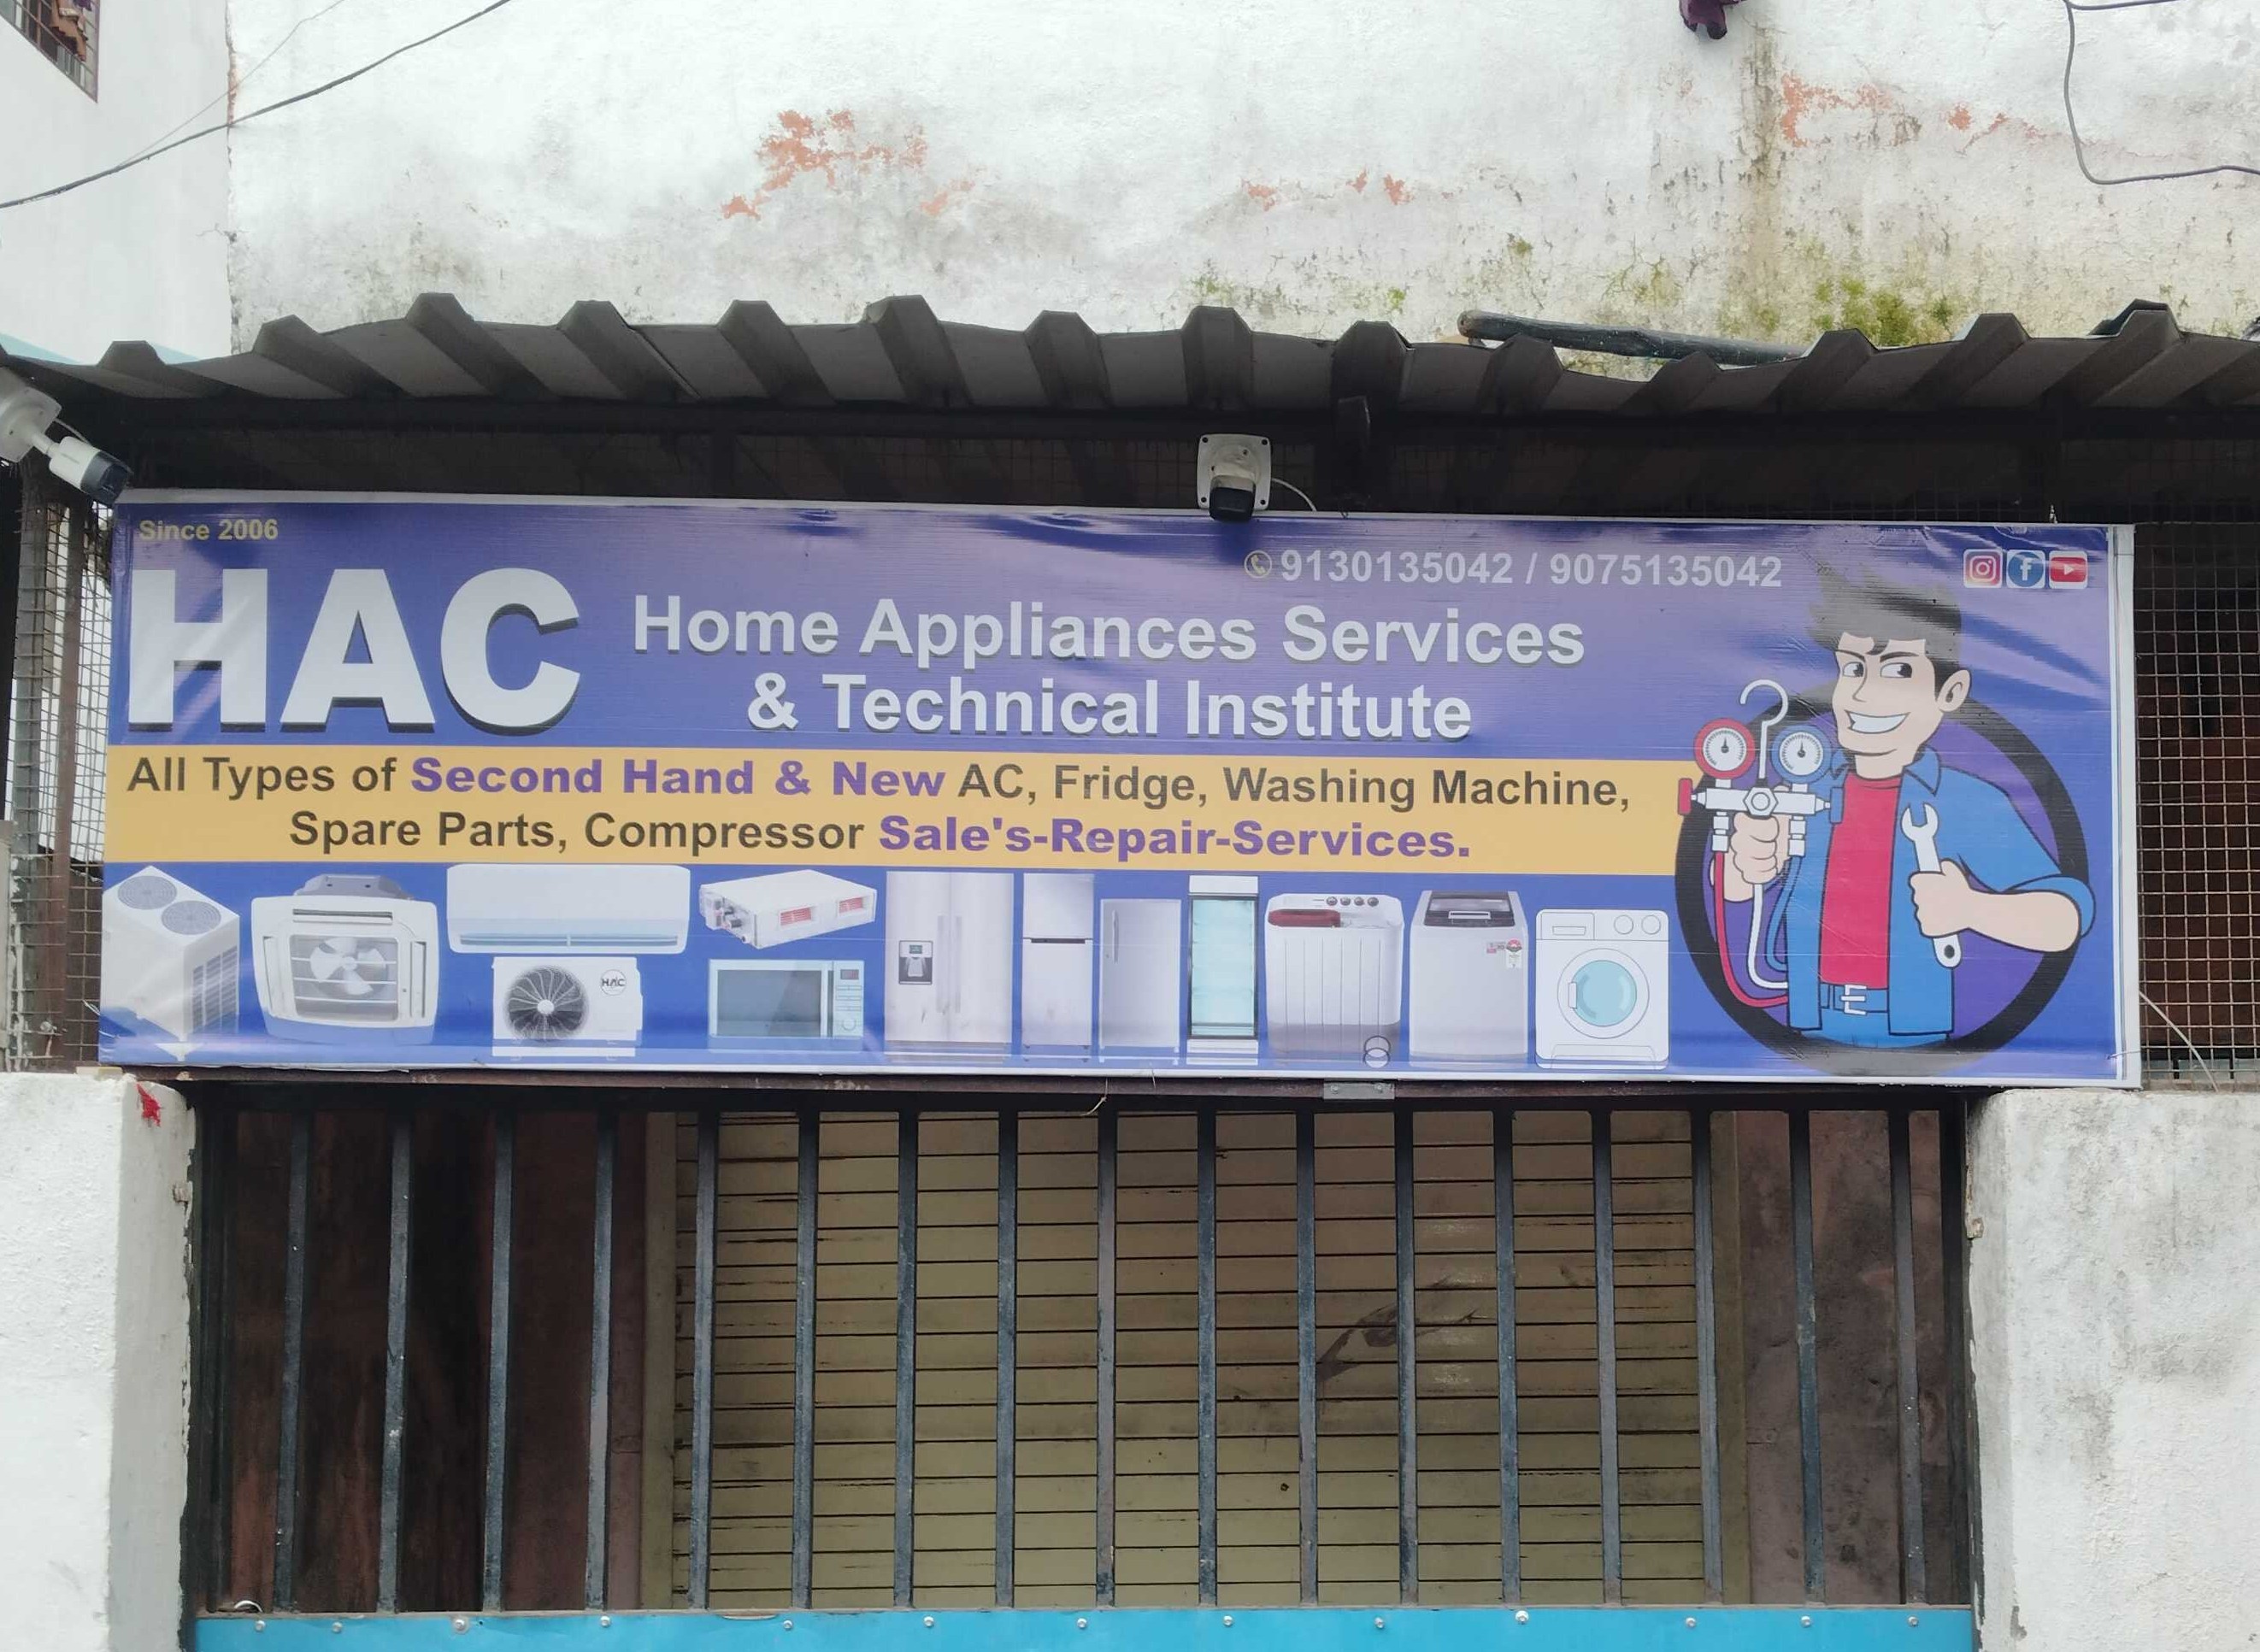 Since 2006
9130135042 / 9075135042
HAC
Home Appliances Services
& Technical Institute
All Types of Second Hand & New AC, Fridge, Washing Machine,
Spare Parts, Compressor Sale's-Repair-Services.
HAC